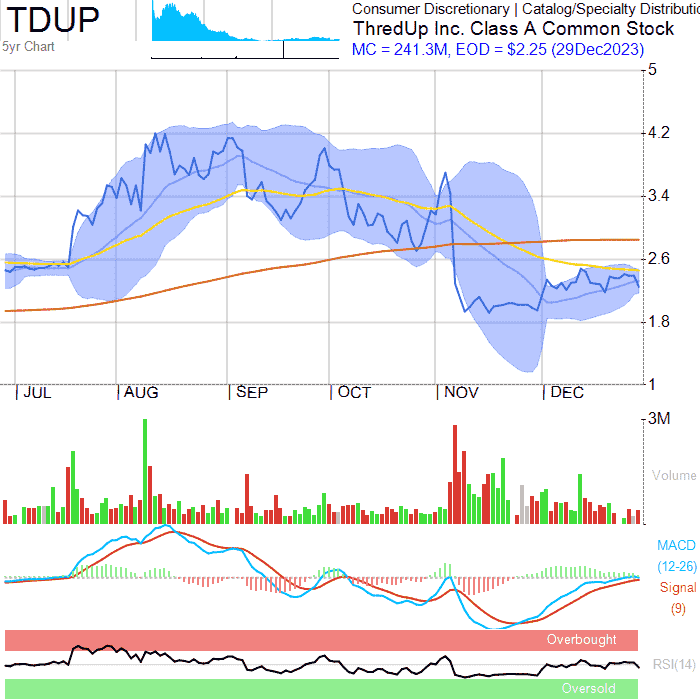 TDUP
5yr Chart
Consumer Discretionary | Catalog/Specialty Distributio
ThredUp Inc. Class A Common Stock
MC = 241.3M, EOD = $2.25 (29Dec2023)
5
4.2
3.4
2.6
1.8
1
JUL AUG SEP OCT NOV DEC
3M
Volume
MACD
(12-26)
Signal
(9)
Overbought
RSI(14)
Oversold